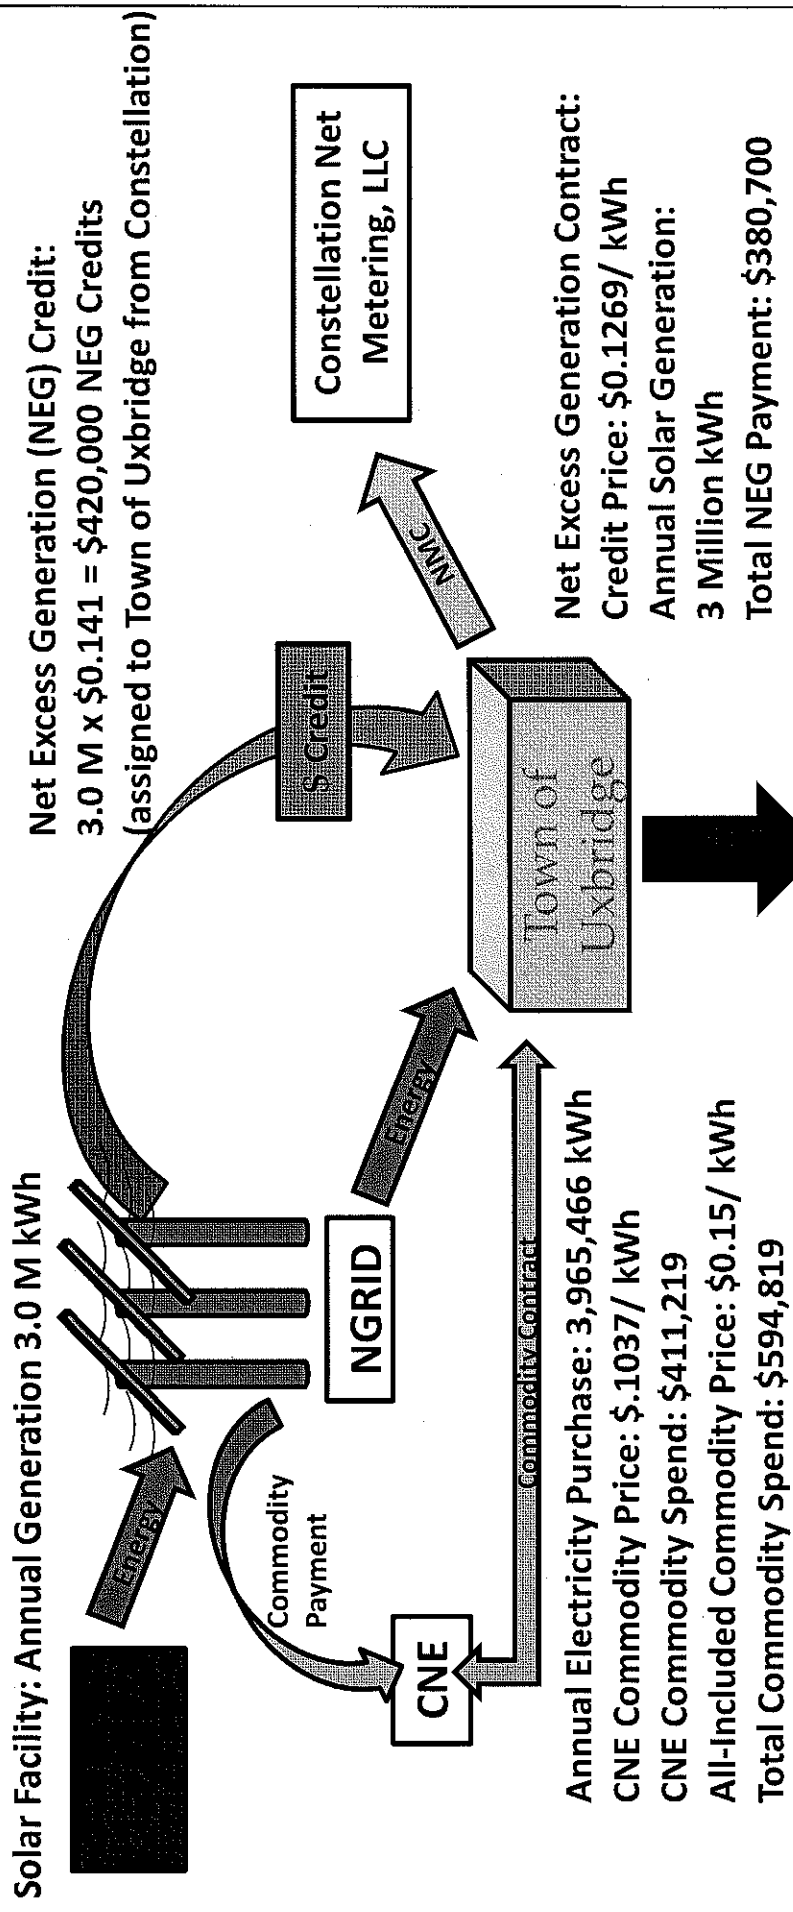 Solar Facility: Annual Generation 3.0 M kWh
Net Excess Generation (NEG) Credit:
3.0 M x $0.141 = $420,000 NEG Credits
(assigned to Town of Uxbridge from Constellation)
Energy
Commodity
Payment
NGRID
CNE
Energy
$ Credit
NMC
Constellation Net
Metering, LLC
Town of
Uxbridge
Commodity Contract
Annual Electricity Purchase: 3,965,466 kWh
CNE Commodity Price: $.1037/ kWh
CNE Commodity Spend: $411,219
All-Included Commodity Price: $0.15/ kWh
Total Commodity Spend: $594,819
Net Excess Generation Contract:
Credit Price: $0.1269/ kWh
Annual Solar Generation:
3 Million kWh
Total NEG Payment: $380,700